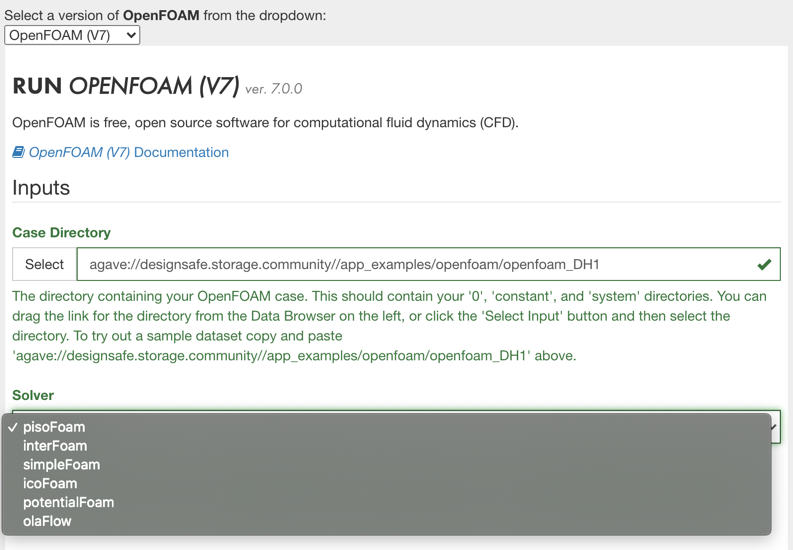 Select a version of OpenFOAM from the dropdown:
OpenFOAM (V7)
RUN OPENFOAM (V7) ver. 7.0.0
OpenFOAM is free, open source software for computational fluid dynamics (CFD).
OpenFOAM (V7) Documentation
Inputs
Case Directory
Select agave://designsafe.storage.community//app_examples/openfoam/openfoam_DH1
The directory containing your OpenFOAM case. This should contain your '0', 'constant', and 'system' directories. You can
drag the link for the directory from the Data Browser on the left, or click the 'Select Input' button and then select the
directory. To try out a sample dataset copy and paste
'agave://designsafe.storage.community//app_examples/openfoam/openfoam_DH1' above.
Solver
✓ pisoFoam
interFoam
simpleFoam
icoFoam
potentialFoam
olaFlow